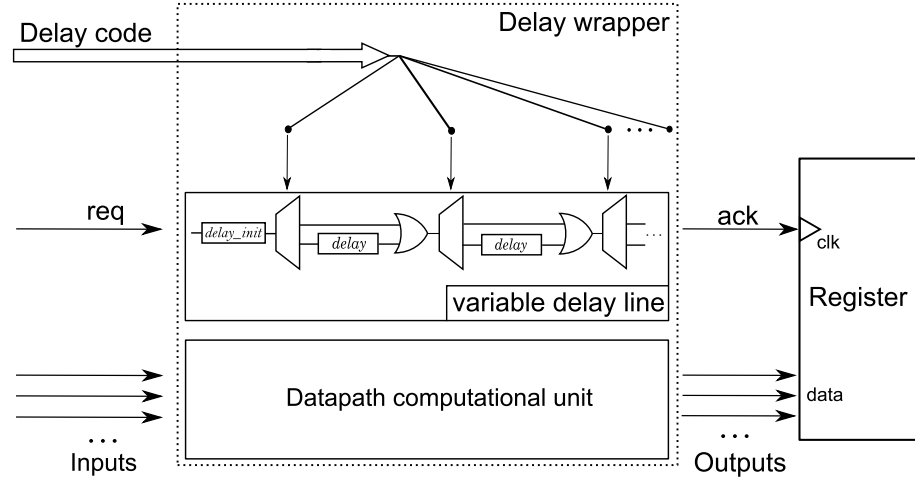 Delay wrapper
Delay code
...
req
delay_init
delay
delay
...
ack
clk
variable delay line
Register
Datapath computational unit
data
...
Inputs
...
Outputs